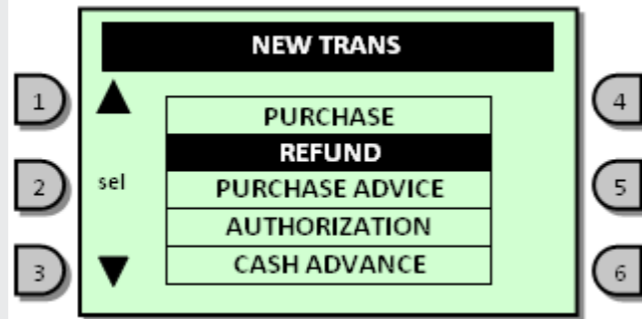 NEW TRANS
1
4
PURCHASE
REFUND
2
sel
PURCHASE ADVICE
5
AUTHORIZATION
3
CASH ADVANCE
6